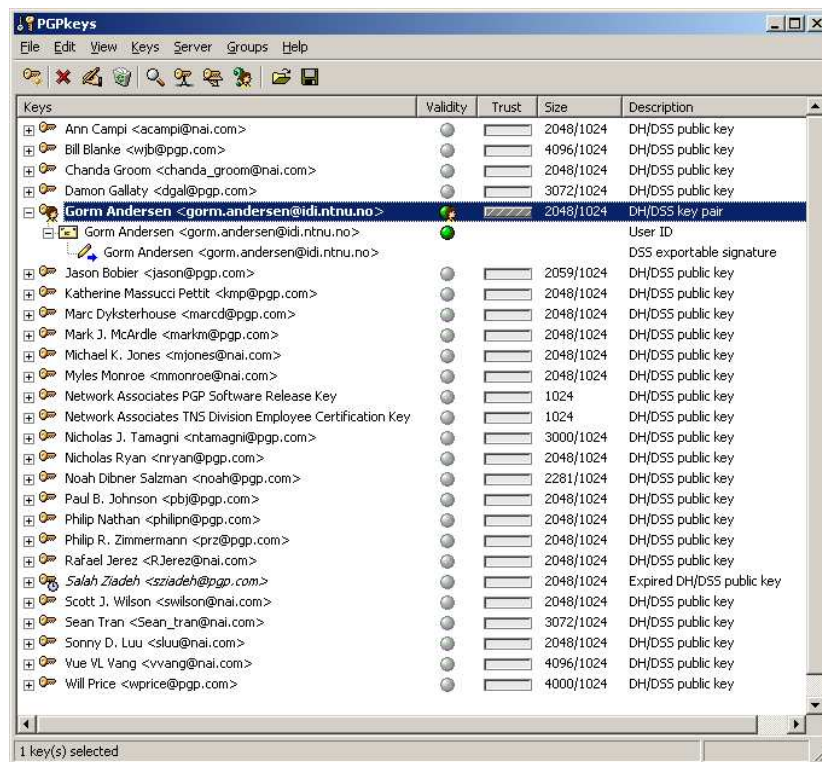 PGPkeys
File Edit View Keys Server Groups Help
Keys Validity Trust Size Description
Ann Campi <acampi@nai.com> 2048/1024 DH/DSS public key
Bill Blanke <wjb@pgp.com> 4096/1024 DH/DSS public key
Chanda Groom <chanda_groom@nai.com> 2048/1024 DH/DSS public key
Damon Gallaty <dgal@pgp.com> 3072/1024 DH/DSS public key
Gorm Andersen <gorm.andersen@idi.ntnu.no> 2048/1024 DH/DSS key pair
Gorm Andersen <gorm.andersen@idi.ntnu.no> User ID
Gorm Andersen <gorm.andersen@idi.ntnu.no> DSS exportable signature
Jason Bobier <jason@pgp.com> 2059/1024 DH/DSS public key
Katherine Massucci Pettit <kmp@pgp.com> 2048/1024 DH/DSS public key
Marc Dyksterhouse <marcd@pgp.com> 2048/1024 DH/DSS public key
Mark J. McArdle <markm@pgp.com> 2048/1024 DH/DSS public key
Michael K. Jones <mjones@nai.com> 2048/1024 DH/DSS public key
Myles Monroe <mmonroe@nai.com> 2048/1024 DH/DSS public key
Network Associates PGP Software Release Key 1024 DH/DSS public key
Network Associates TNS Division Employee Certification Key 1024 DH/DSS public key
Nicholas J. Tamagni <ntamagni@pgp.com> 3000/1024 DH/DSS public key
Nicholas Ryan <nryan@pgp.com> 2048/1024 DH/DSS public key
Noah Dibner Salzman <noah@pgp.com> 2281/1024 DH/DSS public key
Paul B. Johnson <pbj@pgp.com> 2048/1024 DH/DSS public key
Philip Nathan <philipn@pgp.com> 2048/1024 DH/DSS public key
Philip R. Zimmermann <prz@pgp.com> 2048/1024 DH/DSS public key
Rafael Jerez <RJerez@nai.com> 2048/1024 DH/DSS public key
Salah Ziadeh <sziadeh@pgp.com> 2048/1024 Expired DH/DSS public key
Scott J. Wilson <swilson@nai.com> 2048/1024 DH/DSS public key
Sean Tran <Sean_tran@nai.com> 3072/1024 DH/DSS public key
Sonny D. Luu <sluu@nai.com> 2048/1024 DH/DSS public key
Vue VL Vang <vvang@nai.com> 4096/1024 DH/DSS public key
Will Price <wprice@pgp.com> 4000/1024 DH/DSS public key
1 key(s) selected